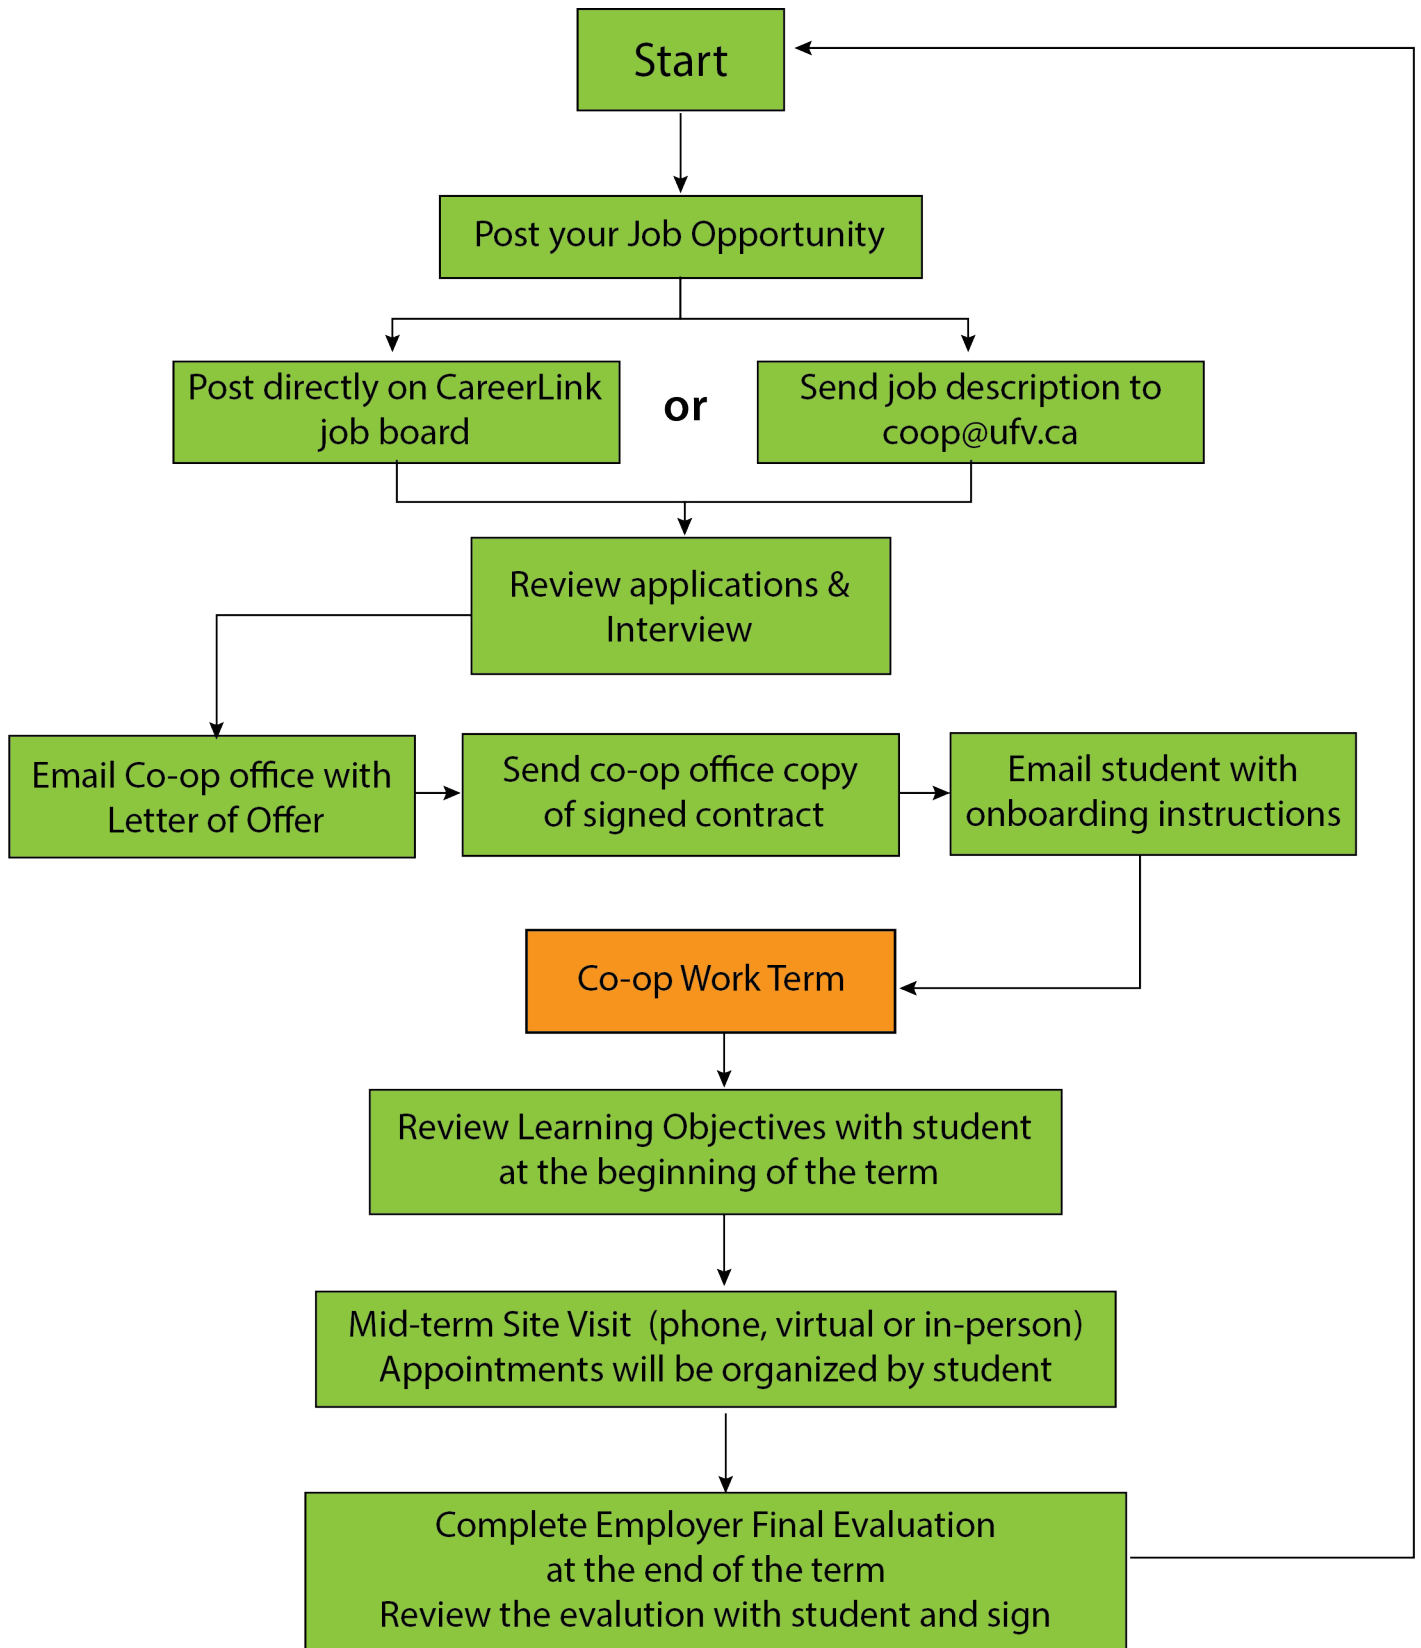 Start
Post your Job Opportunity
Post directly on CareerLink
job board
or
Send job description to
coop@ufv.ca
Review applications &
Interview
Email Co-op office with
Letter of Offer
Send co-op office copy
of signed contract
Email student with
onboarding instructions
Co-op Work Term
Review Learning Objectives with student
at the beginning of the term
Mid-term Site Visit  (phone, virtual or in-person)
Appointments will be organized by student
Complete Employer Final Evaluation
at the end of the term
Review the evalution with student and sign